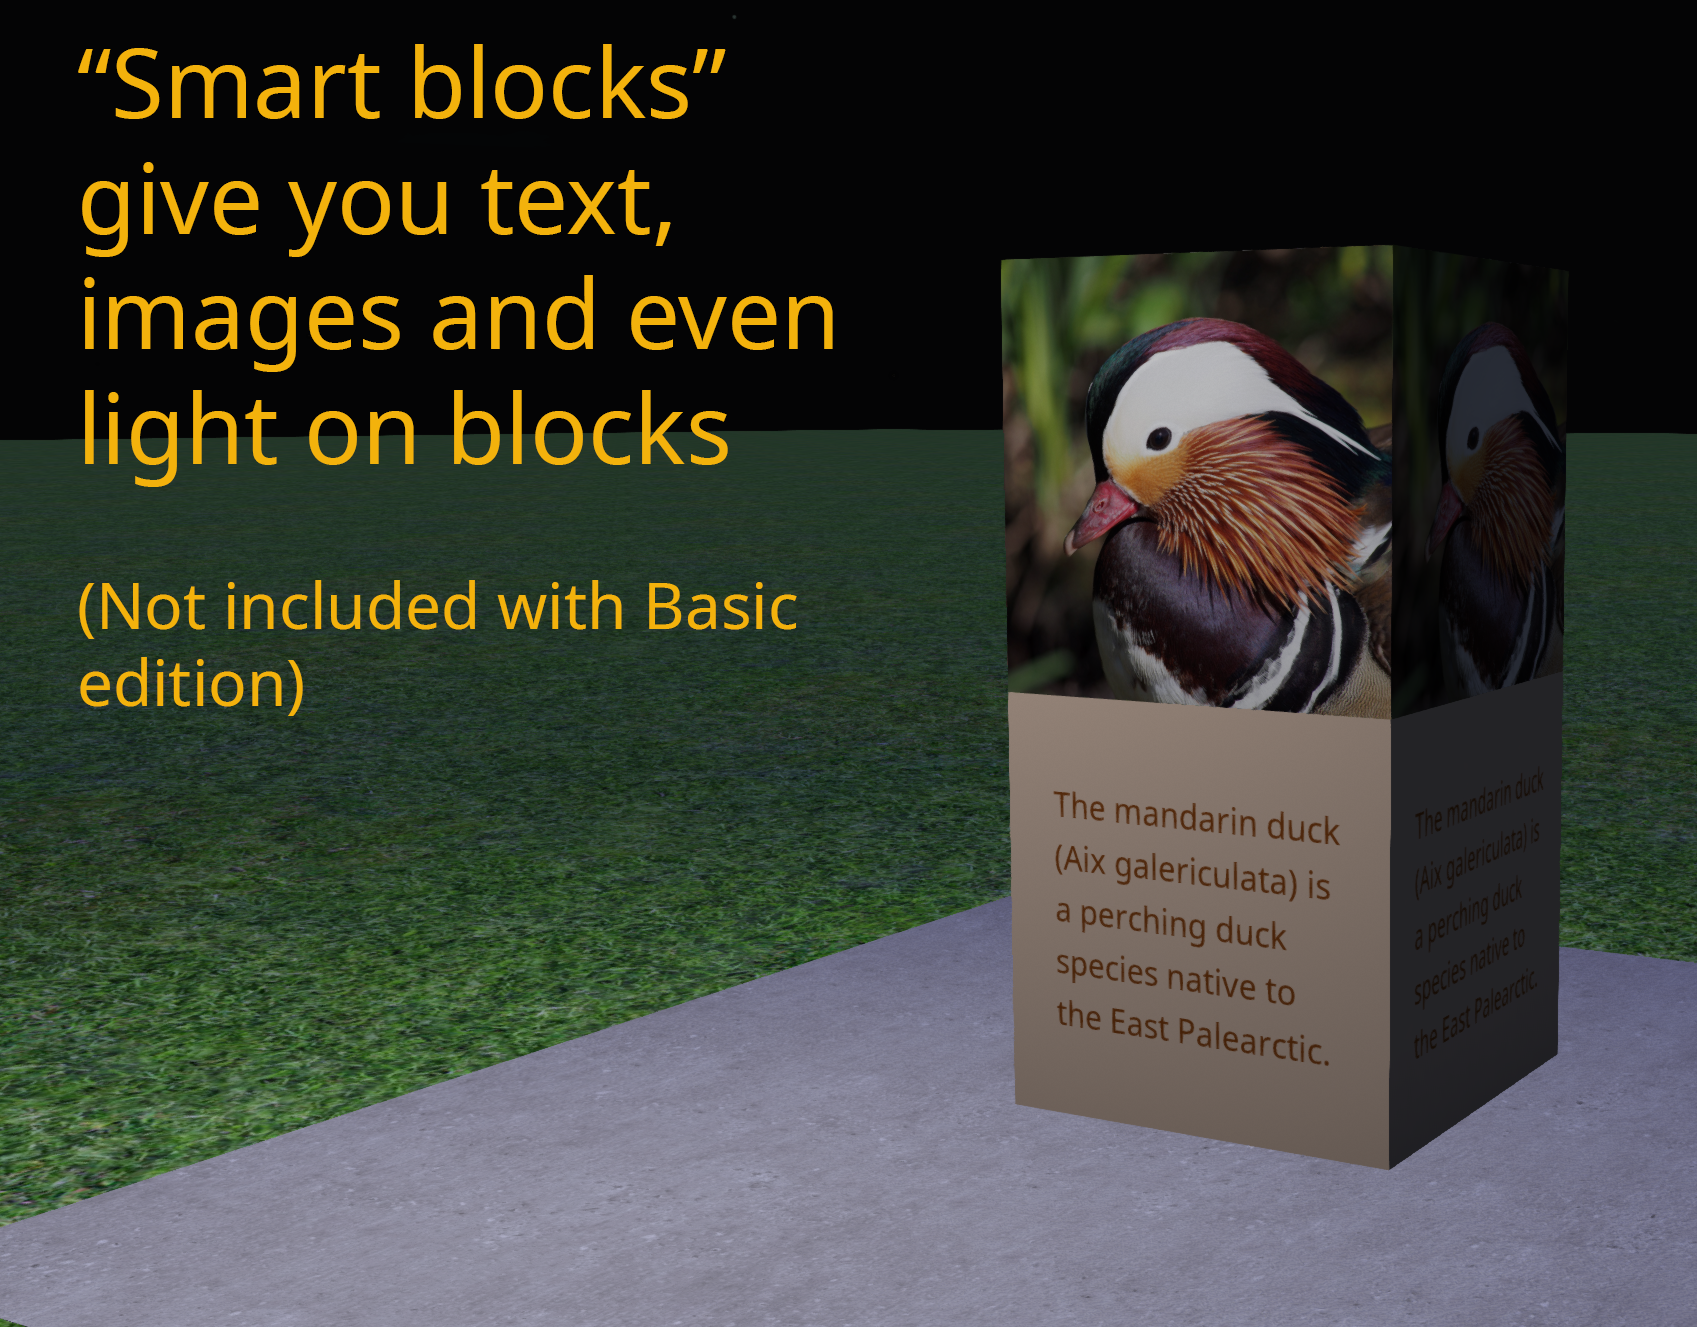 “Smart blocks”
give you text,
images and even
light on blocks
(Not included with Basic
edition)
The mandarin duck
(Aix galericulata) is
a perching duck
species native to
the East Palearctic.
The mandarin duck
(Aix galericulata) is
a perching duck
species native to
the East Palearctic.